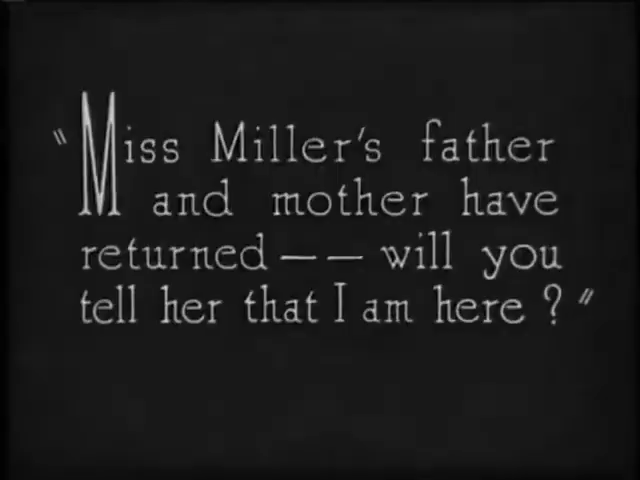 "Miss Miller's father
and mother have
returned —— will you
tell her that I am here?"